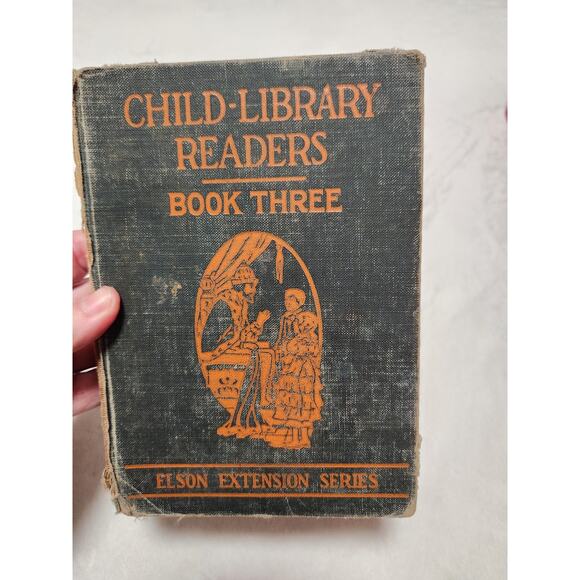 CHILD-LIBRARY
READERS
BOOK THREE
ELSON EXTENSION SERIES